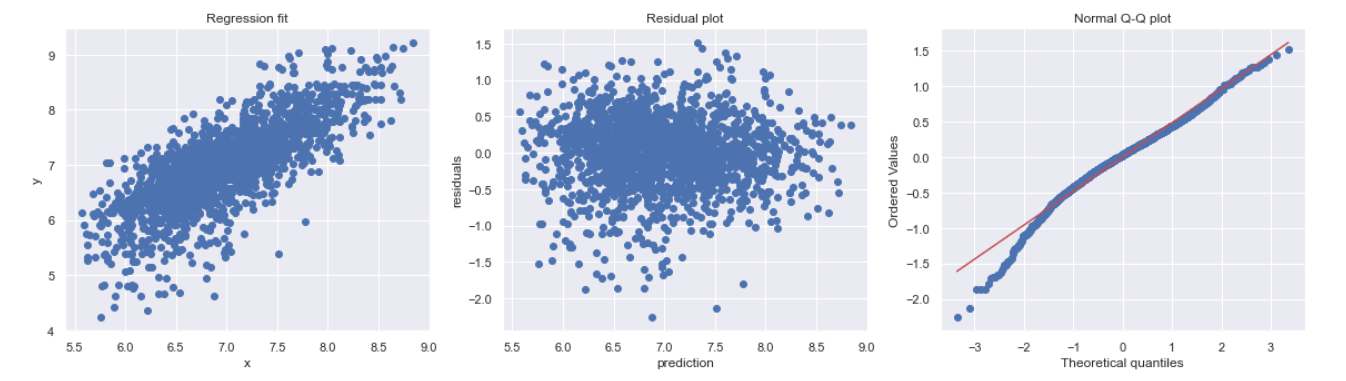 Regression fit
9
8
7
6
5
4
y
5.5 6.0 6.5 7.0 7.5 8.0 8.5 9.0
x
Residual plot
1.5
1.0
0.5
0.0
−0.5
−1.0
−1.5
−2.0
residuals
5.5 6.0 6.5 7.0 7.5 8.0 8.5 9.0
prediction
Normal Q-Q plot
1.5
1.0
0.5
0.0
−0.5
−1.0
−1.5
−2.0
Ordered Values
−3 −2 −1 0 1 2 3
Theoretical quantiles